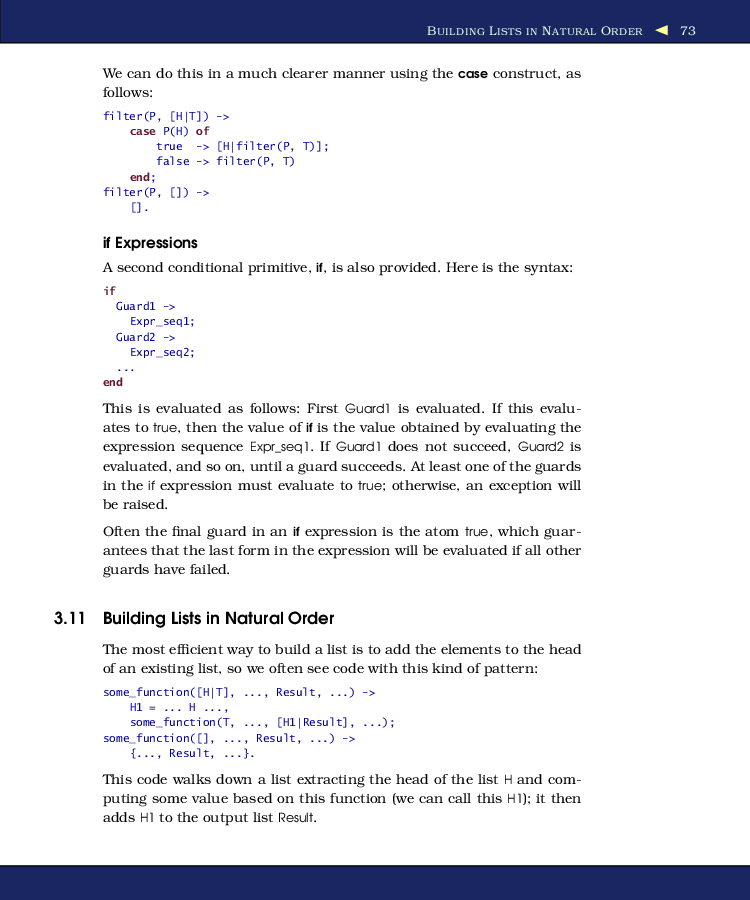 BUILDING LISTS IN NATURAL ORDER ◀ 73
We can do this in a much clearer manner using the case construct, as
follows:
filter(P, [H|T]) ->
    case P(H) of
        true  -> [H|filter(P, T)];
        false -> filter(P, T)
    end;
filter(P, []) ->
    [].
if Expressions
A second conditional primitive, if, is also provided. Here is the syntax:
if
  Guard1 ->
    Expr_seq1;
  Guard2 ->
    Expr_seq2;
  ...
end
This is evaluated as follows: First Guard1 is evaluated. If this evalu-
ates to true, then the value of if is the value obtained by evaluating the
expression sequence Expr_seq1. If Guard1 does not succeed, Guard2 is
evaluated, and so on, until a guard succeeds. At least one of the guards
in the if expression must evaluate to true; otherwise, an exception will
be raised.
Often the final guard in an if expression is the atom true, which guar-
antees that the last form in the expression will be evaluated if all other
guards have failed.
3.11 Building Lists in Natural Order
The most efficient way to build a list is to add the elements to the head
of an existing list, so we often see code with this kind of pattern:
some_function([H|T], ..., Result, ...) ->
    H1 = ... H ...,
    some_function(T, ..., [H1|Result], ...);
some_function([], ..., Result, ...) ->
    {..., Result, ...}.
This code walks down a list extracting the head of the list H and com-
puting some value based on this function (we can call this H1); it then
adds H1 to the output list Result.